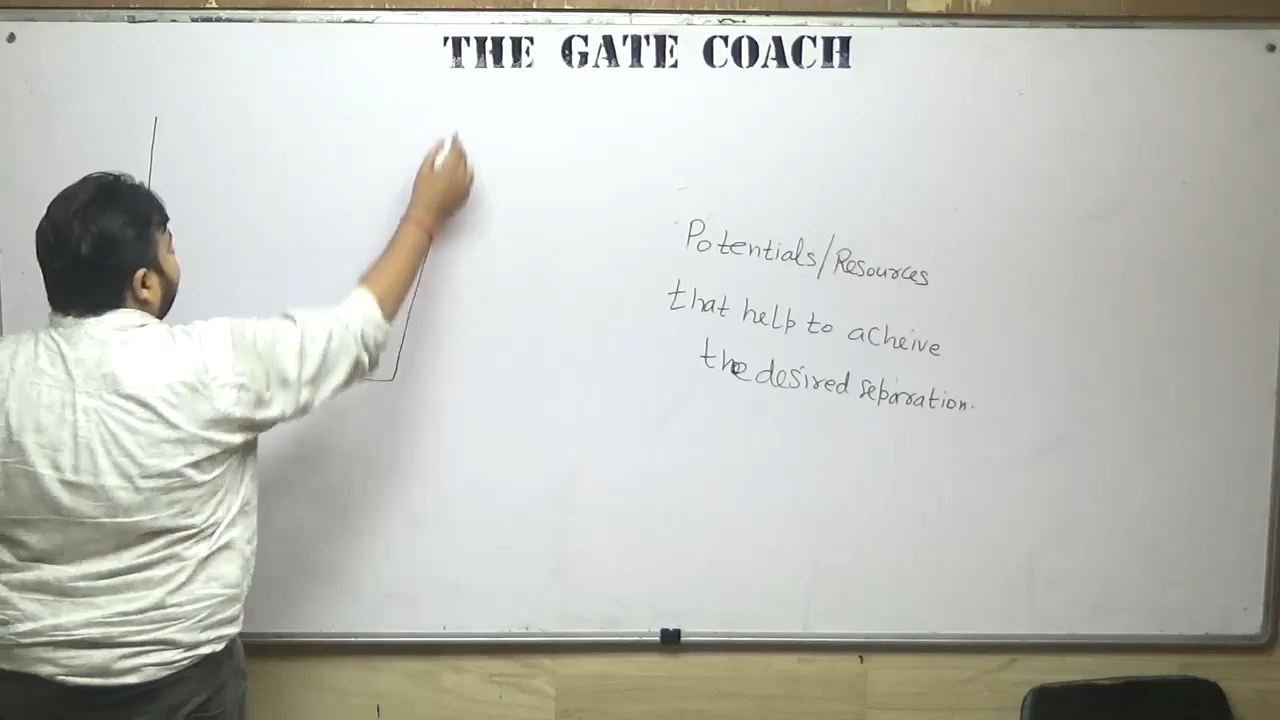 THE GATE COACH
Potentials/Resources
that help to acheive
the desired separation.